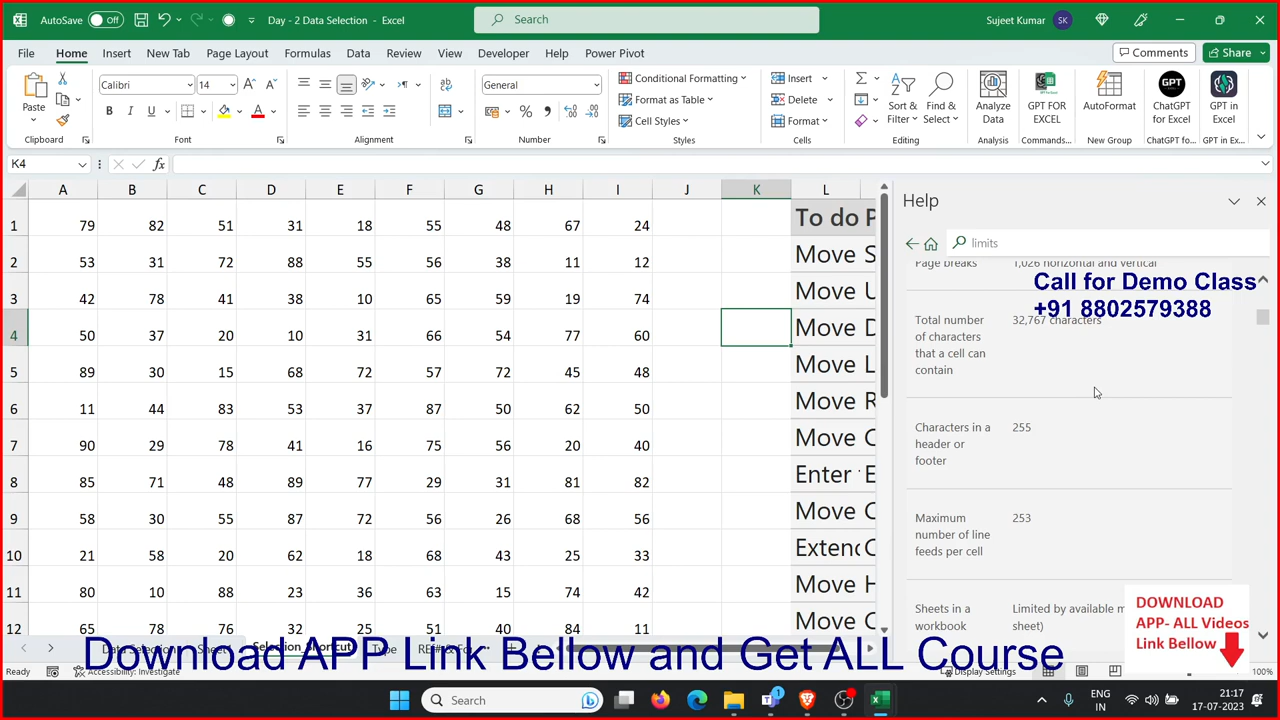 AutoSave Off Day - 2 Data Selection - Excel Search Sujeet Kumar SK
File Home Insert New Tab Page Layout Formulas Data Review View Developer Help Power Pivot Comments Share
Paste Calibri 14 General Conditional Formatting Insert
Format as Table Delete
Cell Styles Format
Sort & Filter Find & Select Analyze Data GPT FOR EXCEL AutoFormat ChatGPT for Excel GPT in Excel
Clipboard Font Alignment Number Styles Cells Editing Analysis Commands... New Group ChatGPT fo... GPT in Ex...
K4 fx
A B C D E F G H I J K L
1 79 82 51 31 18 55 48 67 24 To do P
2 53 31 72 88 55 56 38 11 12 Move S
3 42 78 41 38 10 65 59 19 74 Move U
4 50 37 20 10 31 66 54 77 60 Move D
5 89 30 15 68 72 57 72 45 48 Move L
6 11 44 83 53 37 87 50 62 50 Move R
7 90 29 78 41 16 75 56 20 40 Move C
8 85 71 48 89 77 29 31 81 82 Enter E
9 58 30 55 87 72 56 26 68 56 Move C
10 21 58 20 62 18 68 43 25 33 Extend C
11 80 10 88 23 36 63 15 74 42 Move H
12 65 78 76 32 25 51 40 84 11 Move C
Help
limits
Page breaks 1,026 horizontal and vertical
Call for Demo Class
+91 8802579388
Total number of characters that a cell can contain 32,767 characters
Characters in a header or footer 255
Maximum number of line feeds per cell 253
Sheets in a workbook Limited by available m
sheet)
DOWNLOAD
APP- ALL Videos
Link Bellow
Data Selection Sheet Selection Shortcut Type
Download APP Link Bellow and Get ALL Course
Ready Accessibility: Investigate Display Settings 100%
Search ENG IN 21:17 17-07-2023